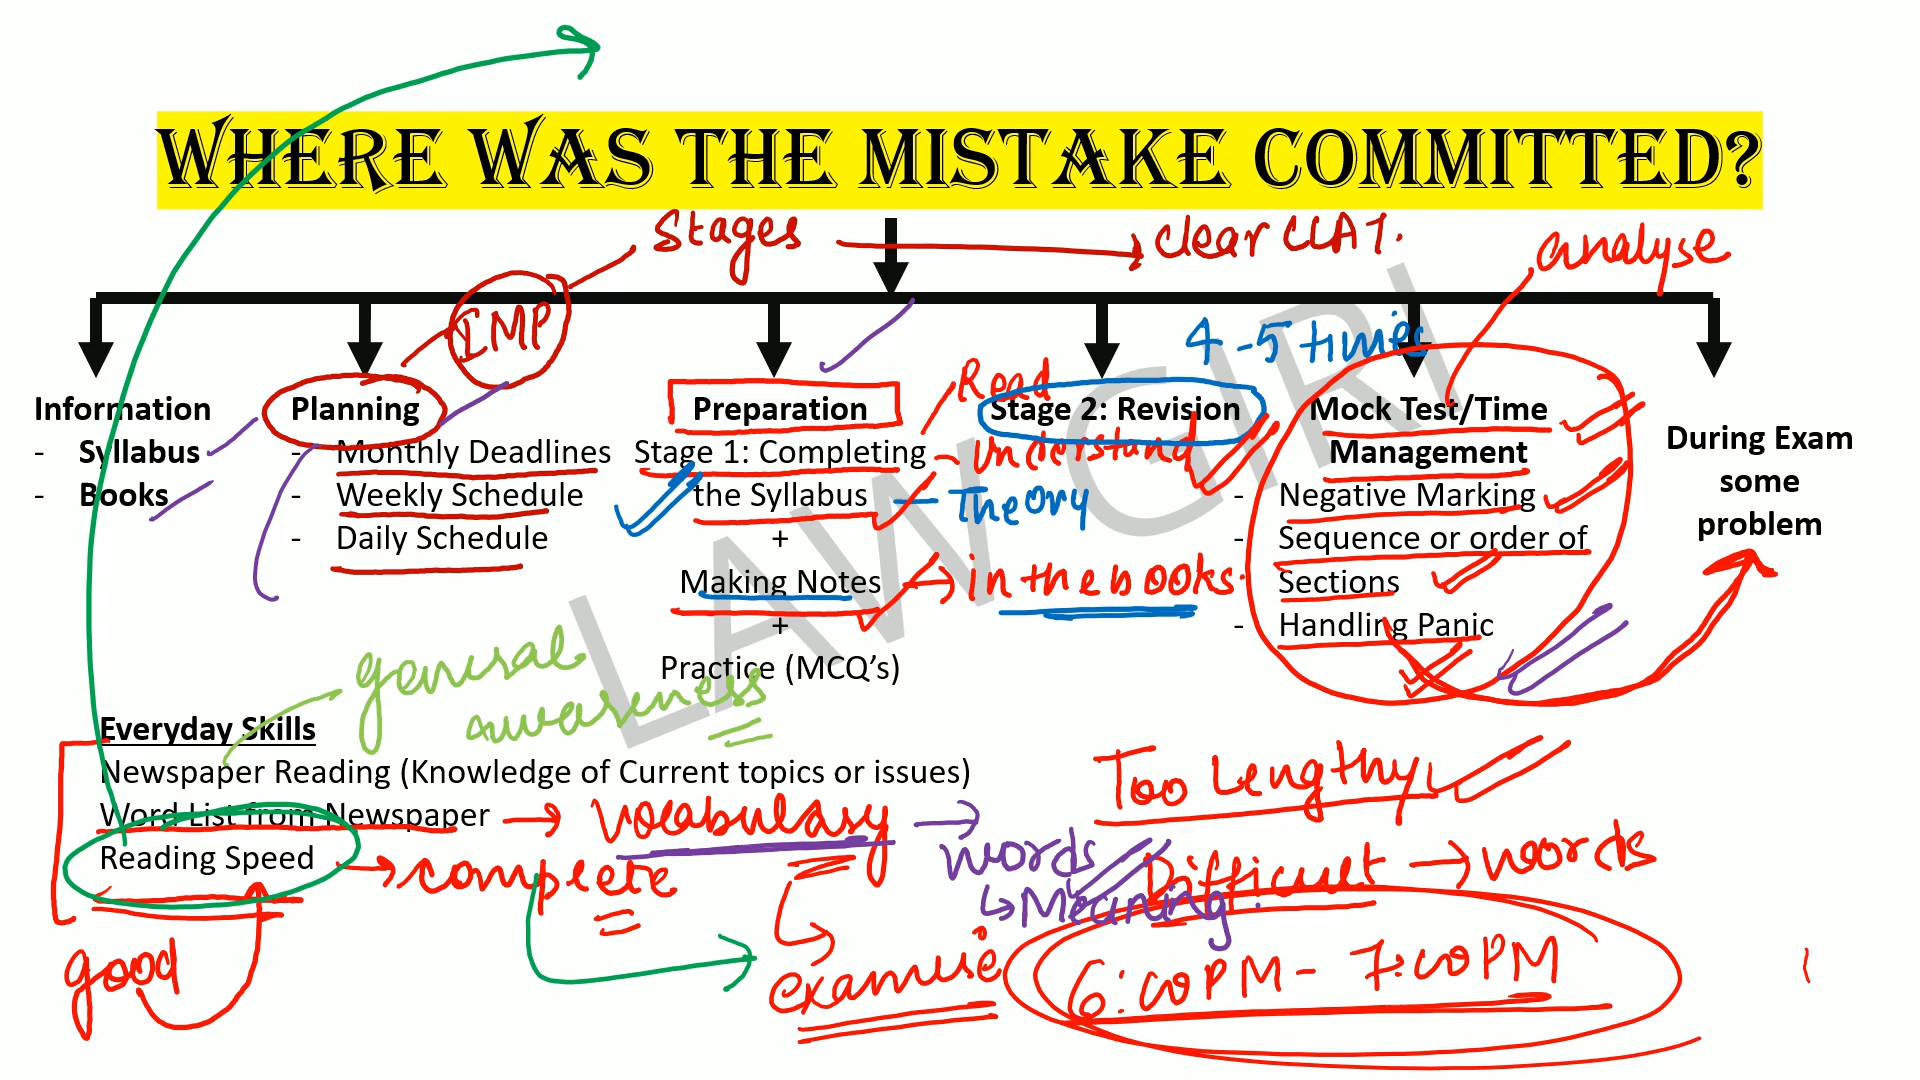 WHERE WAS THE MISTAKE COMMITTED?
Stages
clear CLAT.
analyse
IMP
4-5 times
Information
- Syllabus
- Books
Planning
- Monthly Deadlines
- Weekly Schedule
- Daily Schedule
Preparation
Stage 1: Completing
the Syllabus
+
Making Notes
+
Practice (MCQ's)
Read
Understand
Theory
in the books.
Stage 2: Revision
Mock Test/Time
Management
- Negative Marking
- Sequence or order of
Sections
- Handling Panic
During Exam
some
problem
LAW GIRI
general
awareness
Everyday Skills
Newspaper Reading (Knowledge of Current topics or issues)
Word List from Newspaper
vocabulary
words
Meaning
Reading Speed
complete
good
Too Lengthy
Difficult
words
6:00PM - 7:00PM